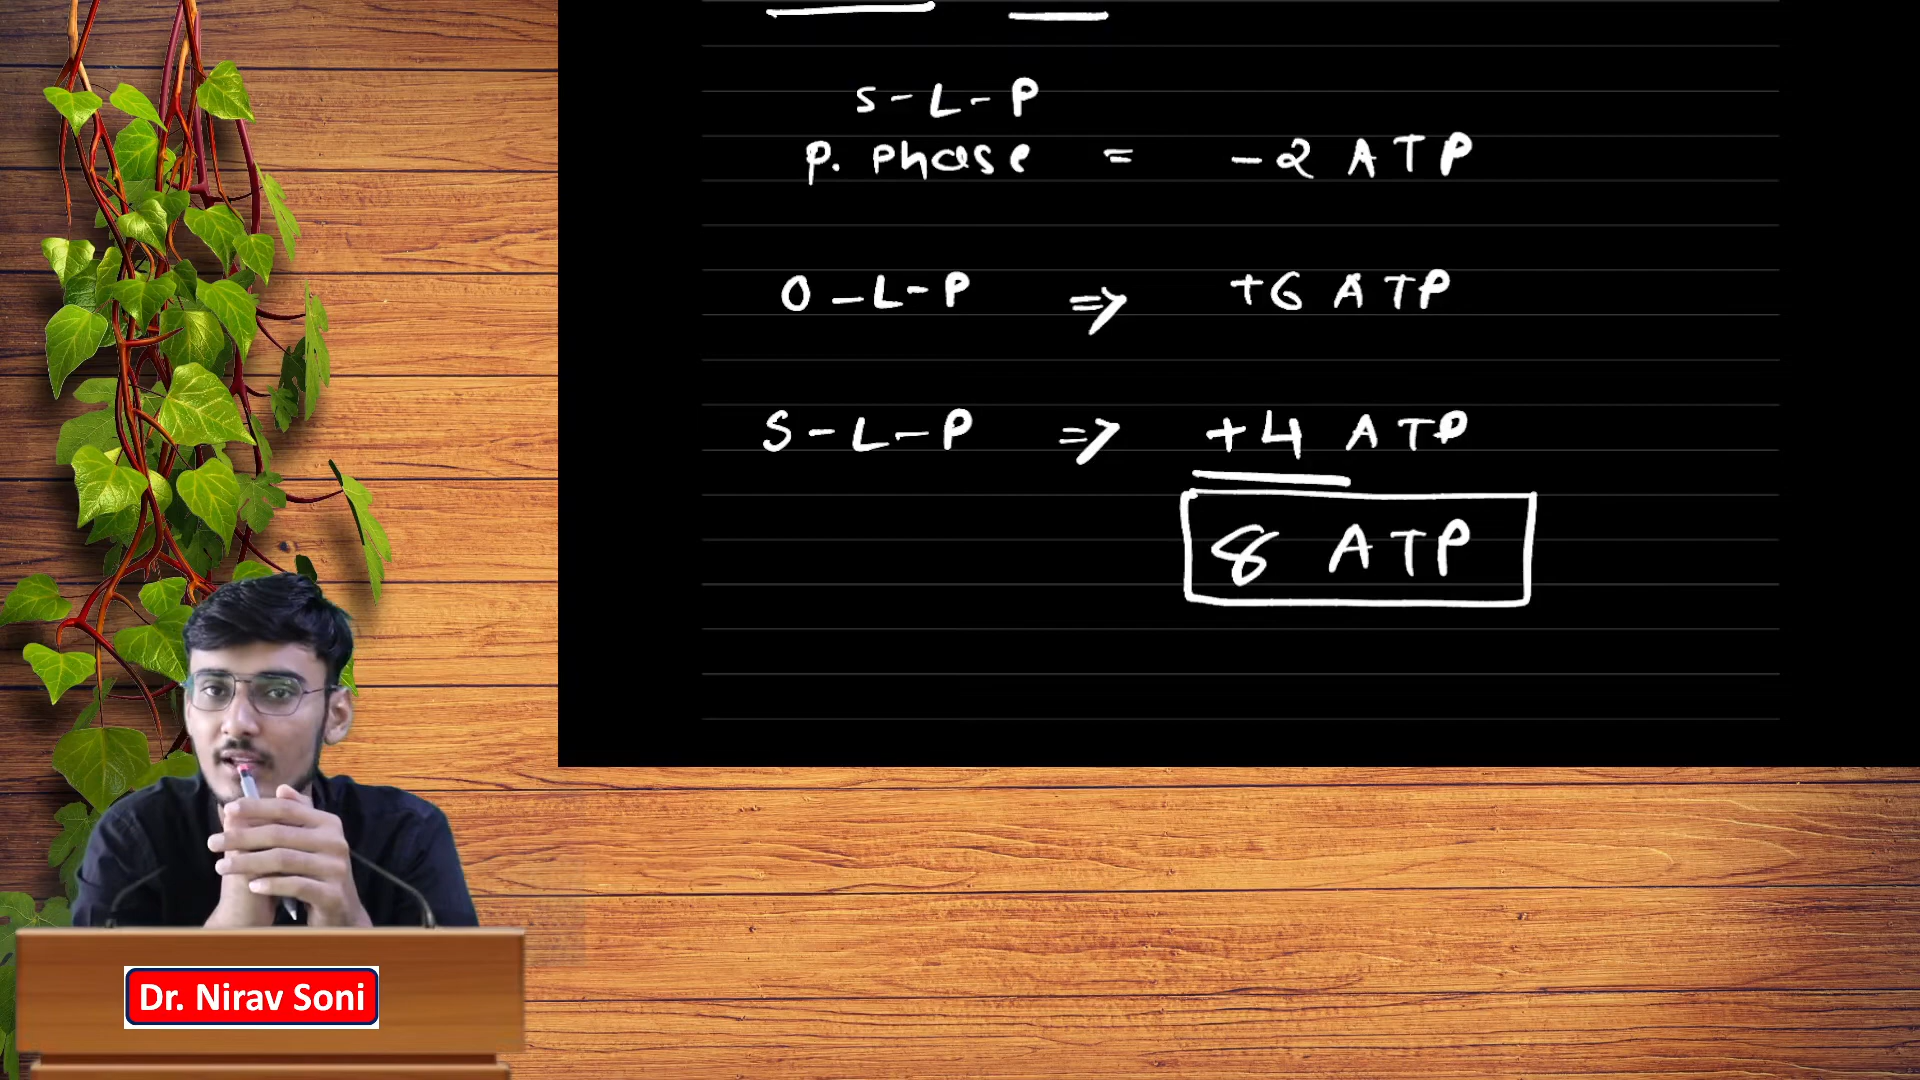 S-L-P
P. Phase = -2 ATP
O-L-P ⇒ +6 ATP
S-L-P ⇒ +4 ATP
8 ATP
Dr. Nirav Soni